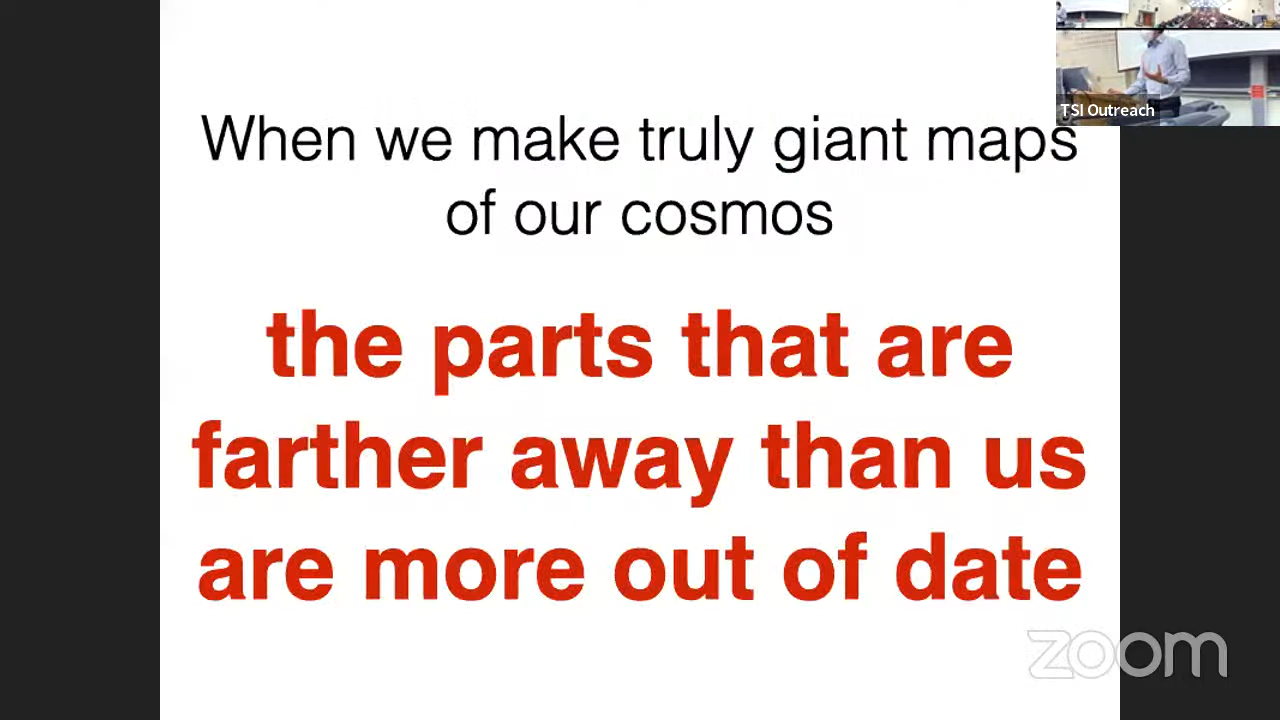 TSI Outreach
When we make truly giant maps
of our cosmos
the parts that are
farther away than us
are more out of date
zoom